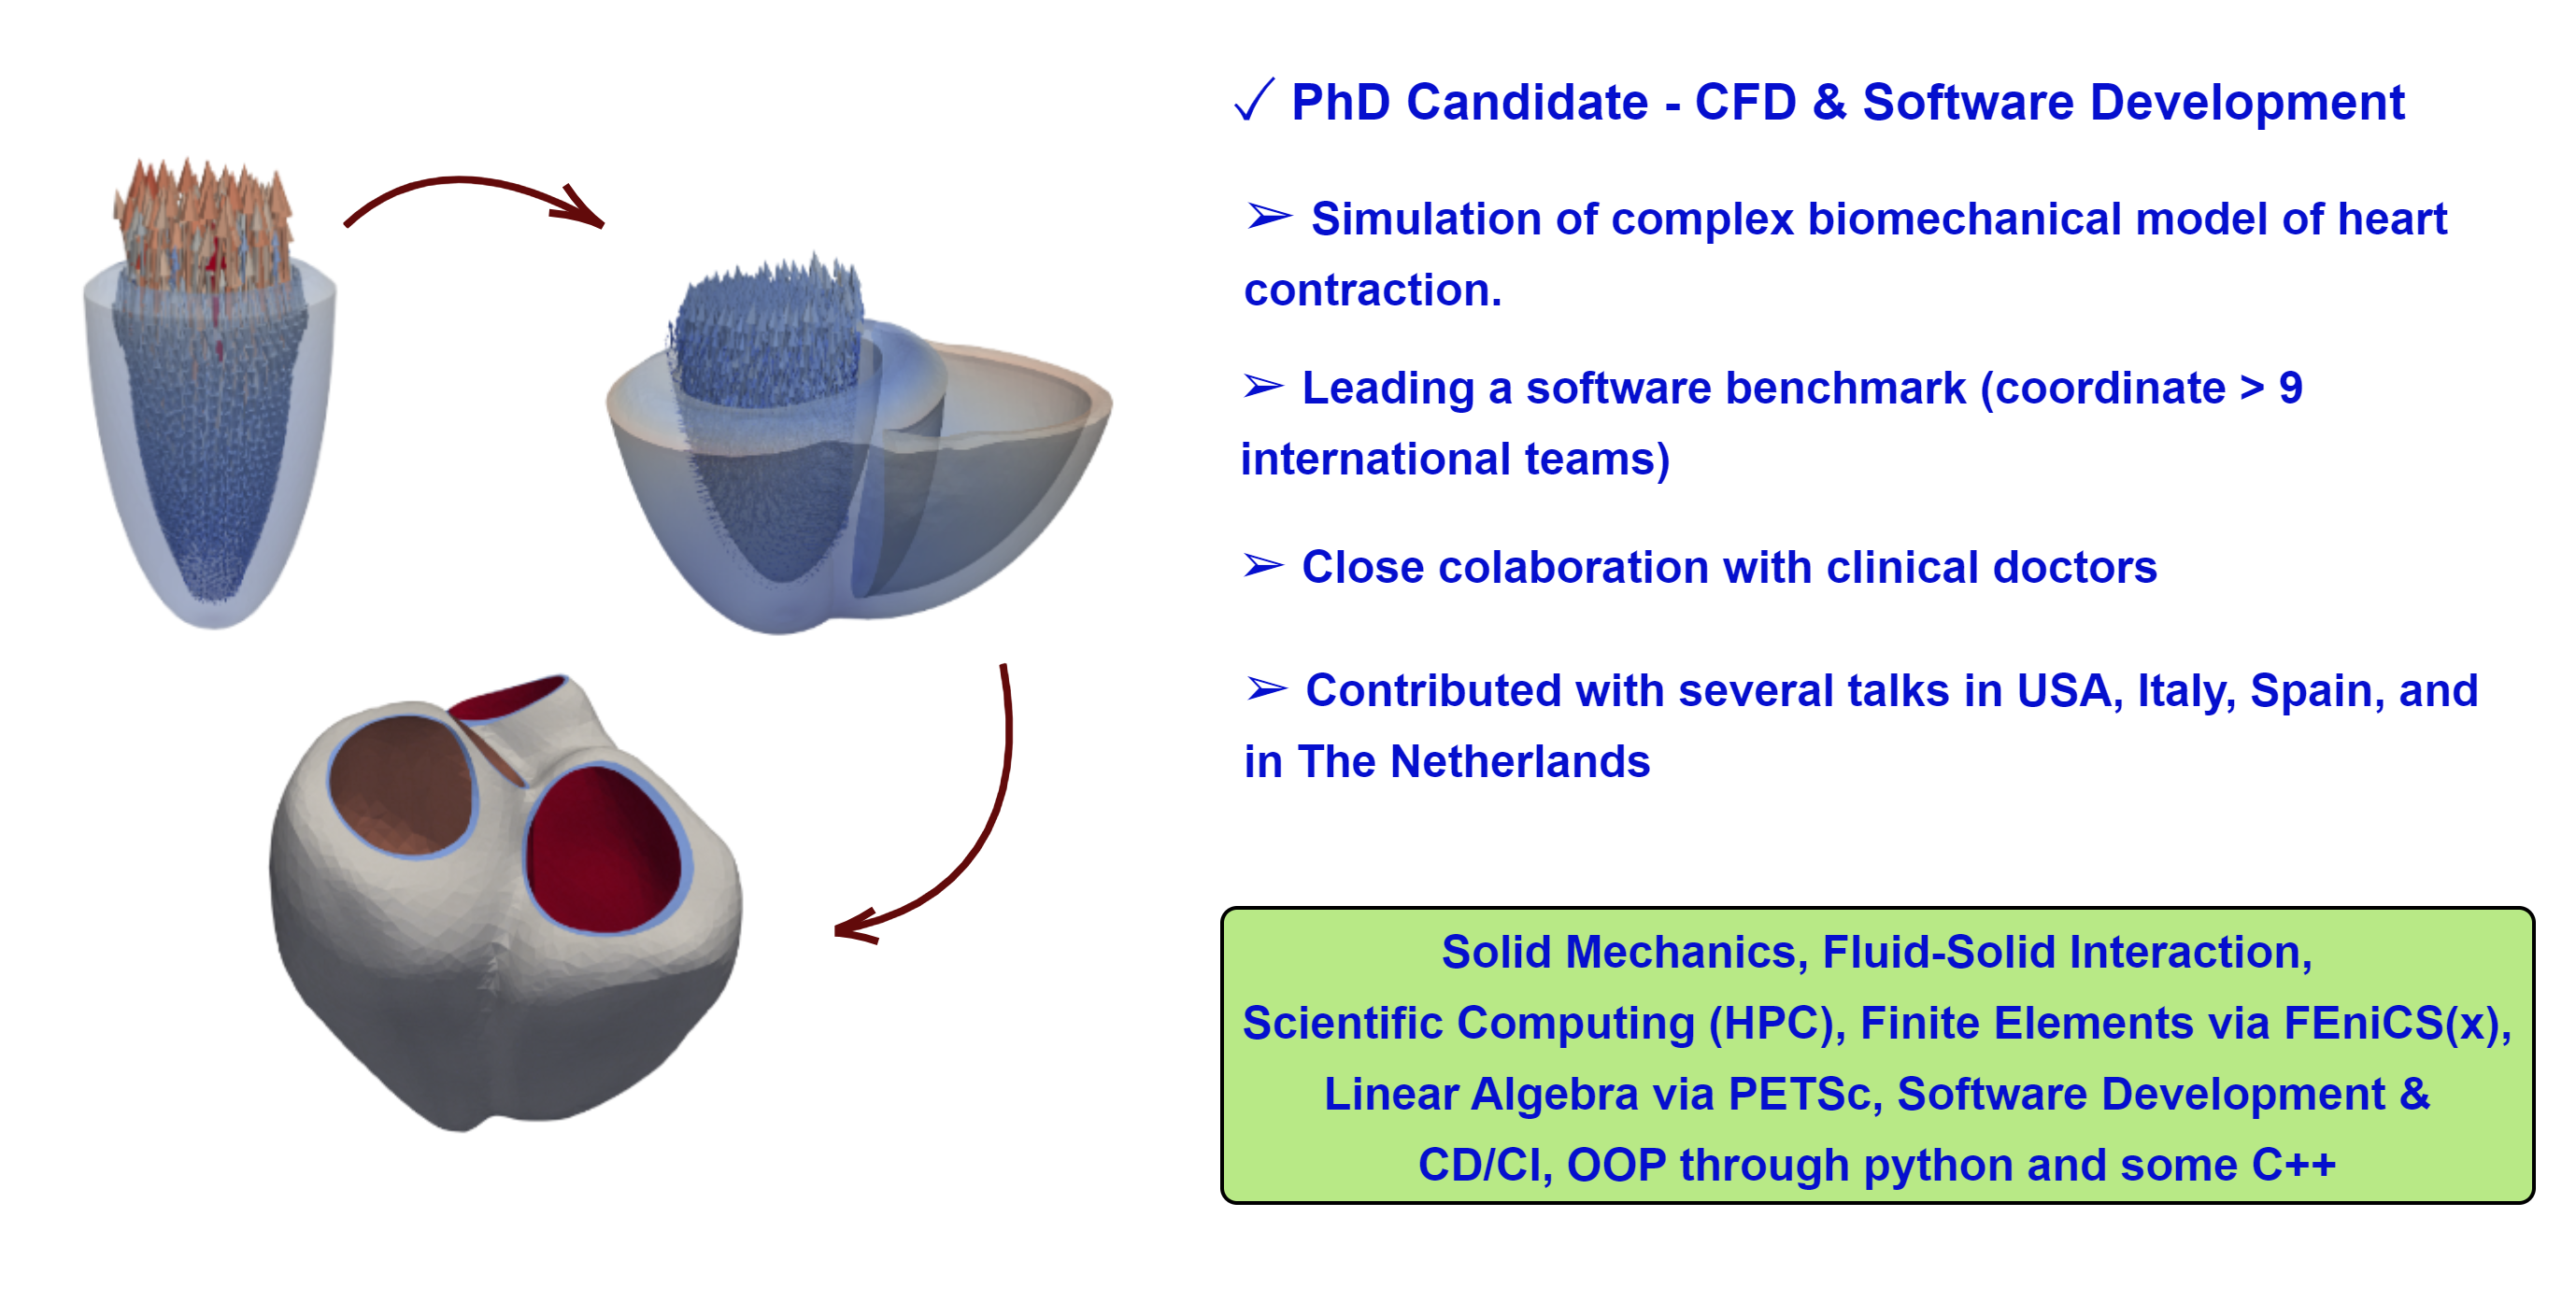 ✓ PhD Candidate - CFD & Software Development
➢ Simulation of complex biomechanical model of heart
contraction.
➢ Leading a software benchmark (coordinate > 9
international teams)
➢ Close colaboration with clinical doctors
➢ Contributed with several talks in USA, Italy, Spain, and
in The Netherlands
Solid Mechanics, Fluid-Solid Interaction,
Scientific Computing (HPC), Finite Elements via FEniCS(x),
Linear Algebra via PETSc, Software Development &
CD/CI, OOP through python and some C++